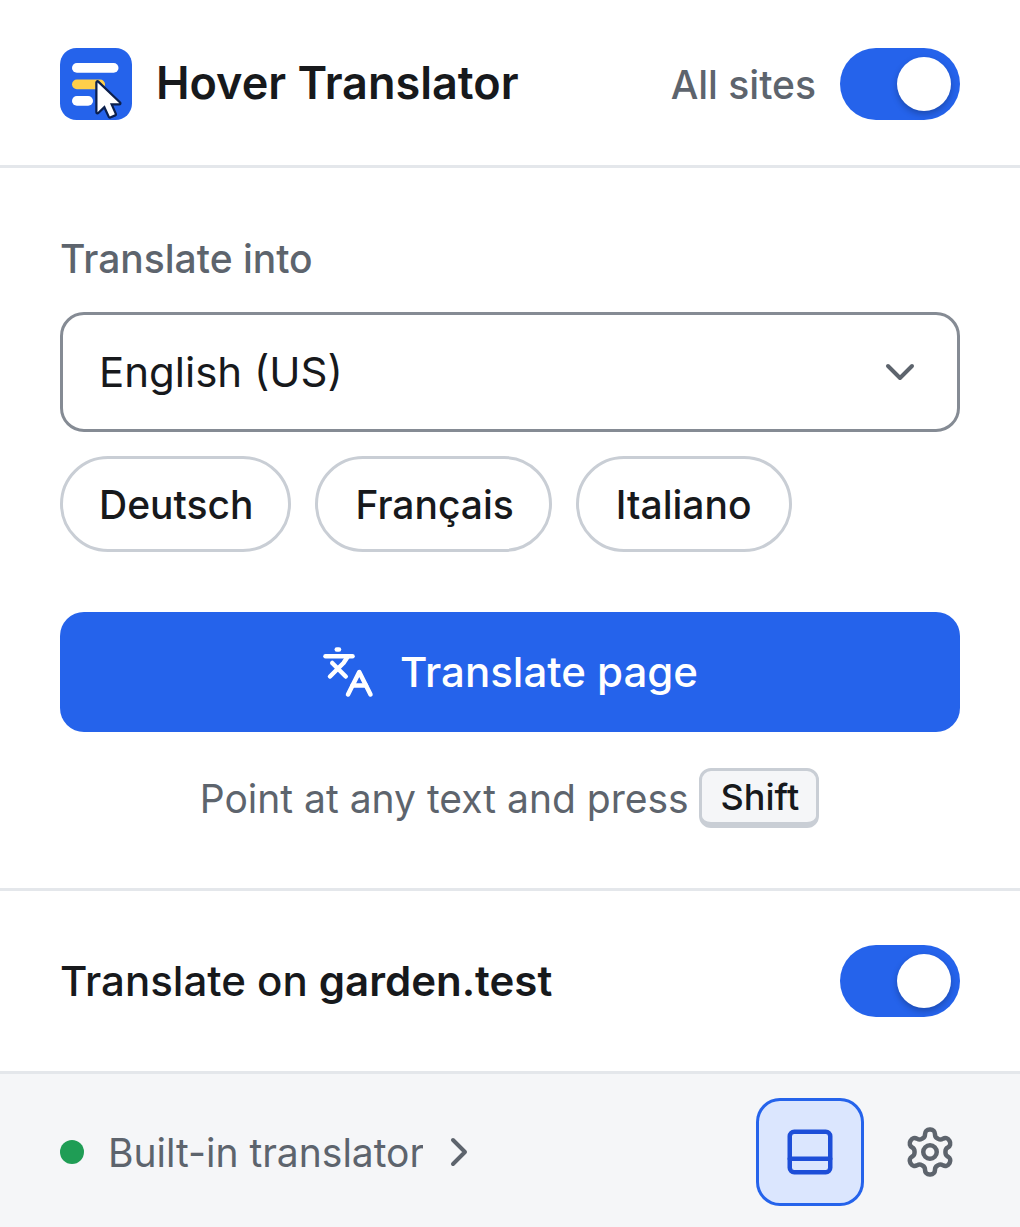 Hover Translator
All sites
Translate into
English (US)
Deutsch
Français
Italiano
Translate page
Point at any text and press Shift
Translate on garden.test
Built-in translator